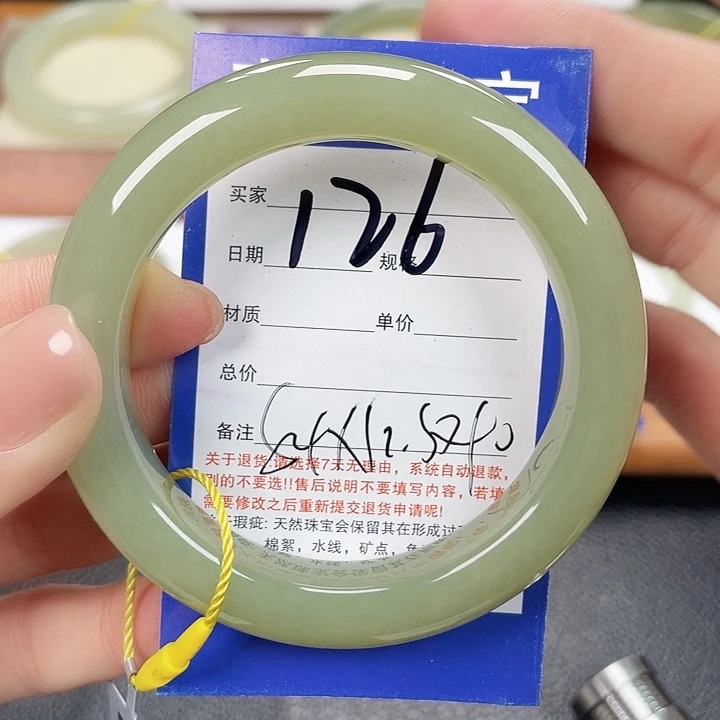 126
买家
日期 规格
材质 单价
总价
备注
关于退货:请选择7天无理由，系统自动退款，
别的不要选!!售后说明不要填写内容，若填
需要修改之后重新提交退货申请呢!
瑕疵: 天然珠宝会保留其在形成过
棉絮，水线，矿点，色